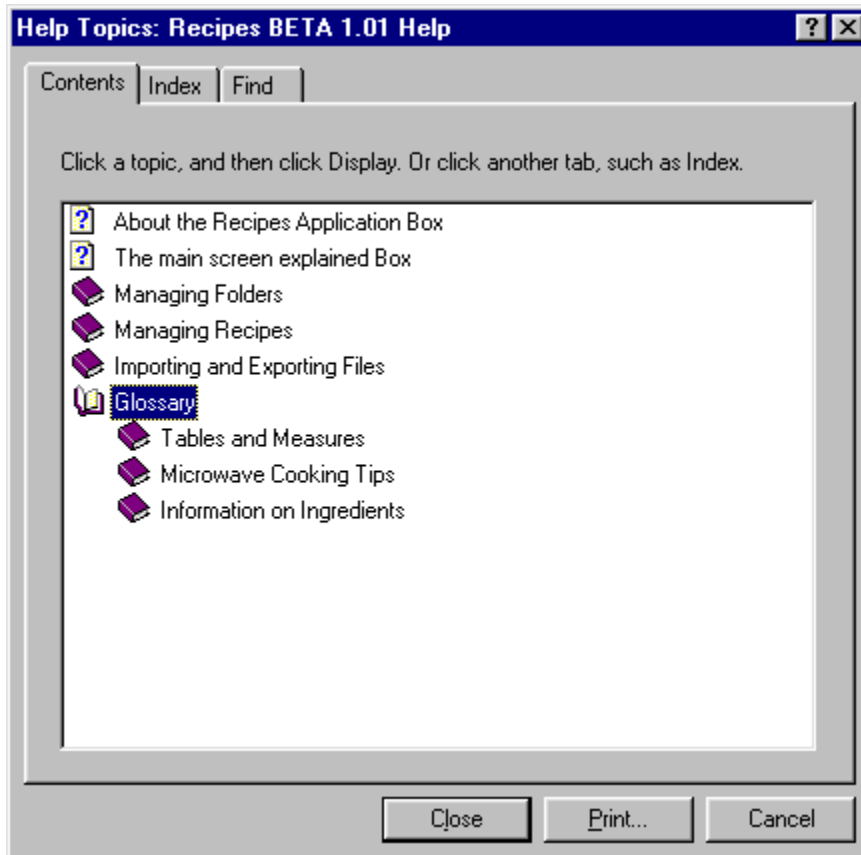 Help Topics: Recipes BETA 1.01 Help
Contents Index Find
Click a topic, and then click Display. Or click another tab, such as Index.
About the Recipes Application Box
The main screen explained Box
Managing Folders
Managing Recipes
Importing and Exporting Files
Glossary
Tables and Measures
Microwave Cooking Tips
Information on Ingredients
Close Print... Cancel